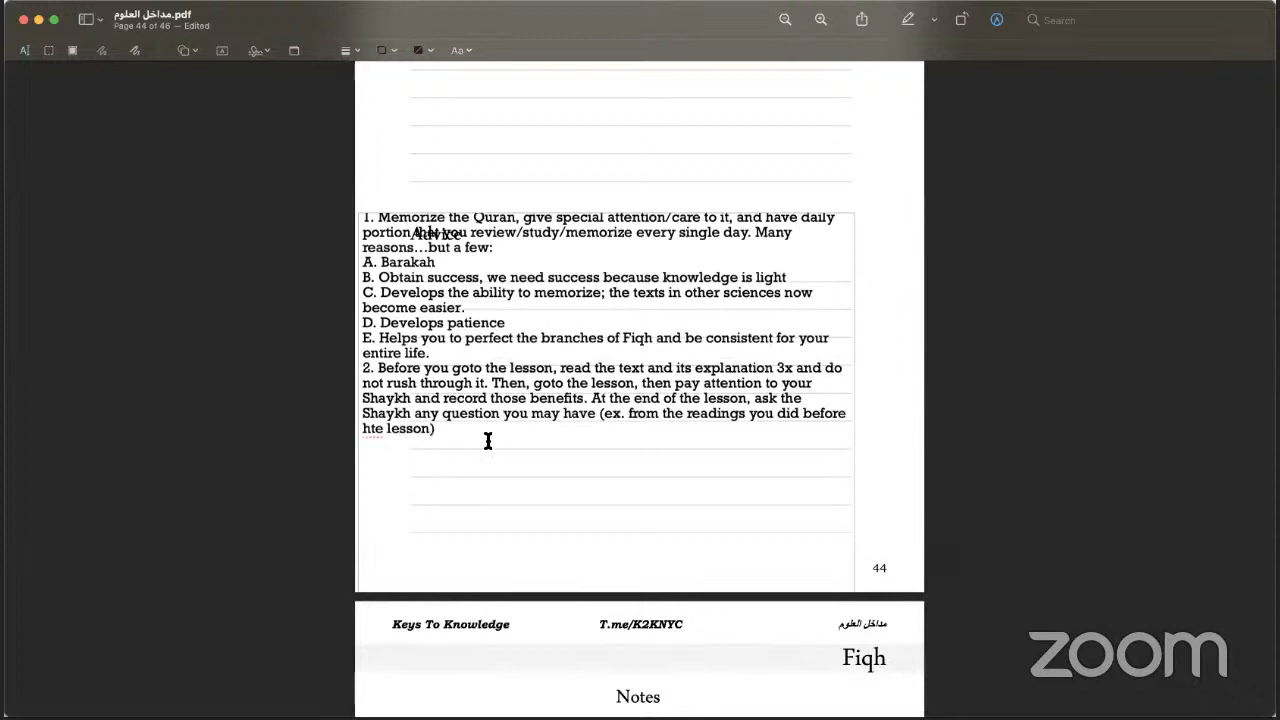 مداخل العلوم.pdf
Page 44 of 46 — Edited
Search
Aa
Advice
1. Memorize the Quran, give special attention/care to it, and have daily
portion that you review/study/memorize every single day. Many
reasons...but a few:
A. Barakah
B. Obtain success, we need success because knowledge is light
C. Develops the ability to memorize; the texts in other sciences now
become easier.
D. Develops patience
E. Helps you to perfect the branches of Fiqh and be consistent for your
entire life.
2. Before you goto the lesson, read the text and its explanation 3x and do
not rush through it. Then, goto the lesson, then pay attention to your
Shaykh and record those benefits. At the end of the lesson, ask the
Shaykh any question you may have (ex. from the readings you did before
hte lesson)
44
Keys To Knowledge T.me/K2KNYC مداخل العلوم
Fiqh
Notes
zoom